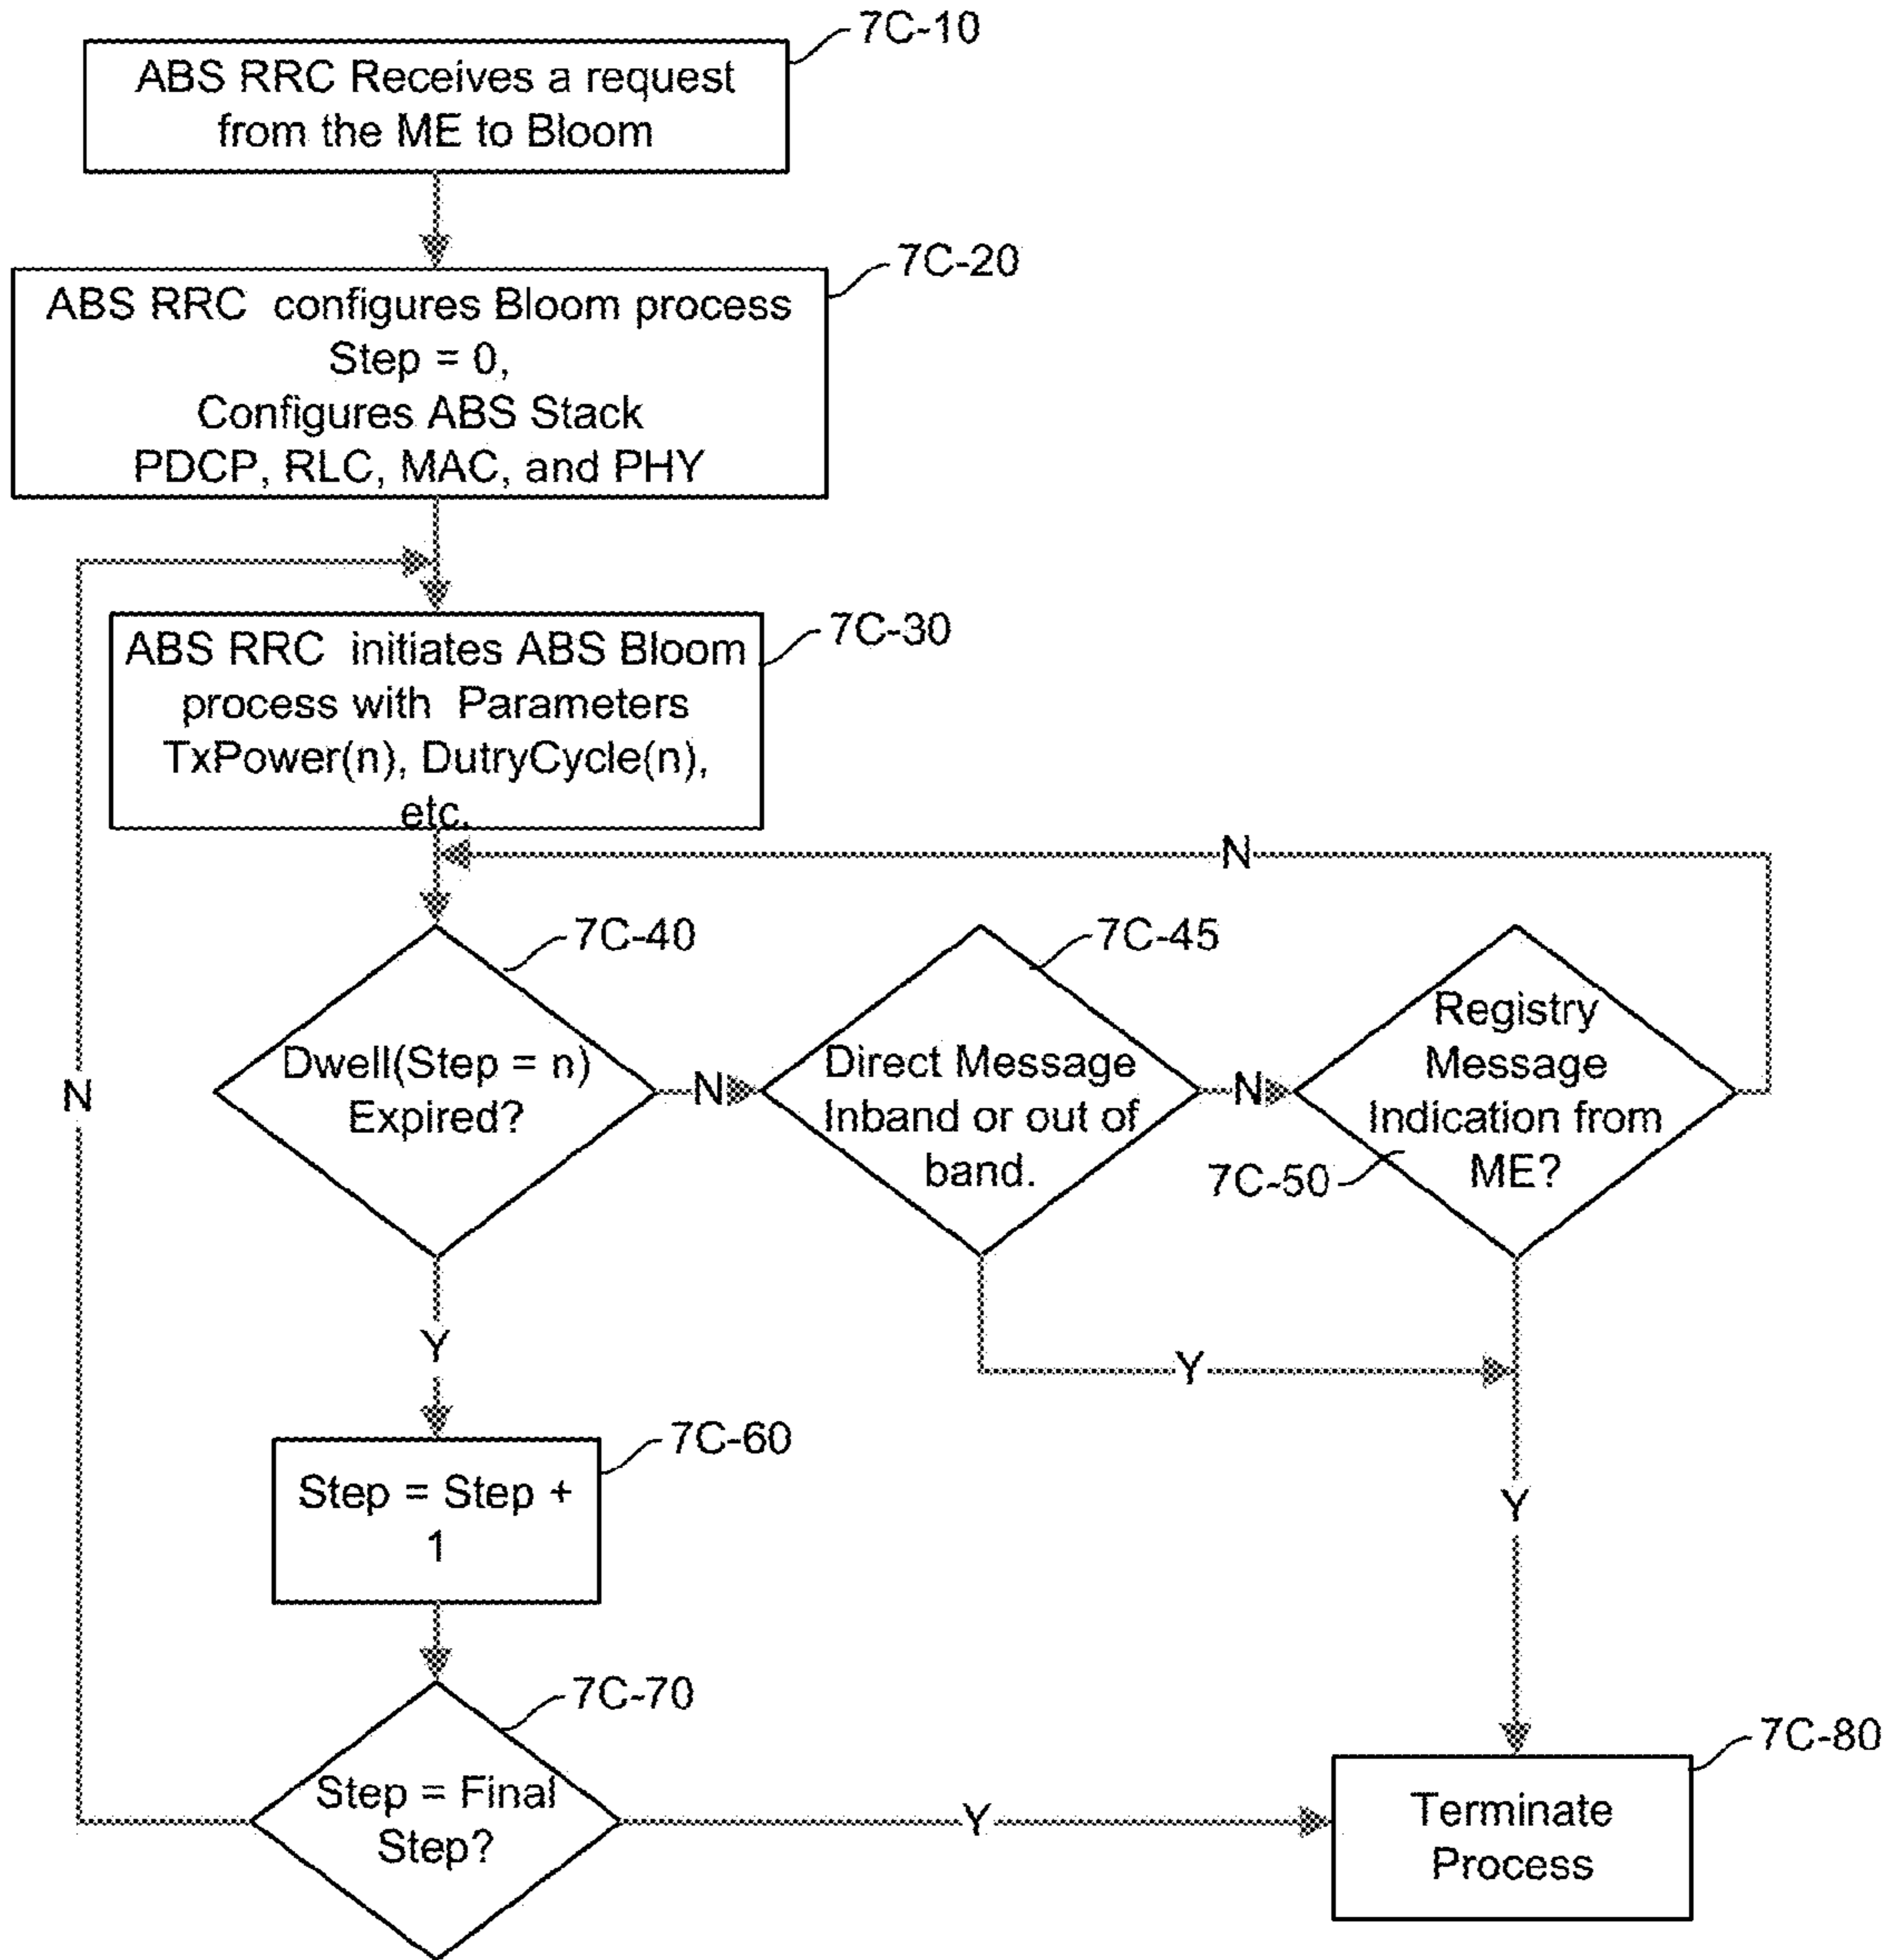 7C-10
ABS RRC Receives a request
from the ME to Bloom
7C-20
ABS RRC configures Bloom process
Step = 0,
Configures ABS Stack
PDCP, RLC, MAC, and PHY
7C-30
ABS RRC initiates ABS Bloom
process with Parameters
TxPower(n), DutryCycle(n),
etc.
N
7C-40
Dwell(Step = n)
Expired?
N
7C-45
Direct Message
Inband or out of
band.
N
Registry
Message
Indication from
ME?
7C-50
N
Y
Y
Y
7C-60
Step = Step +
1
7C-70
Step = Final
Step?
Y
7C-80
Terminate
Process